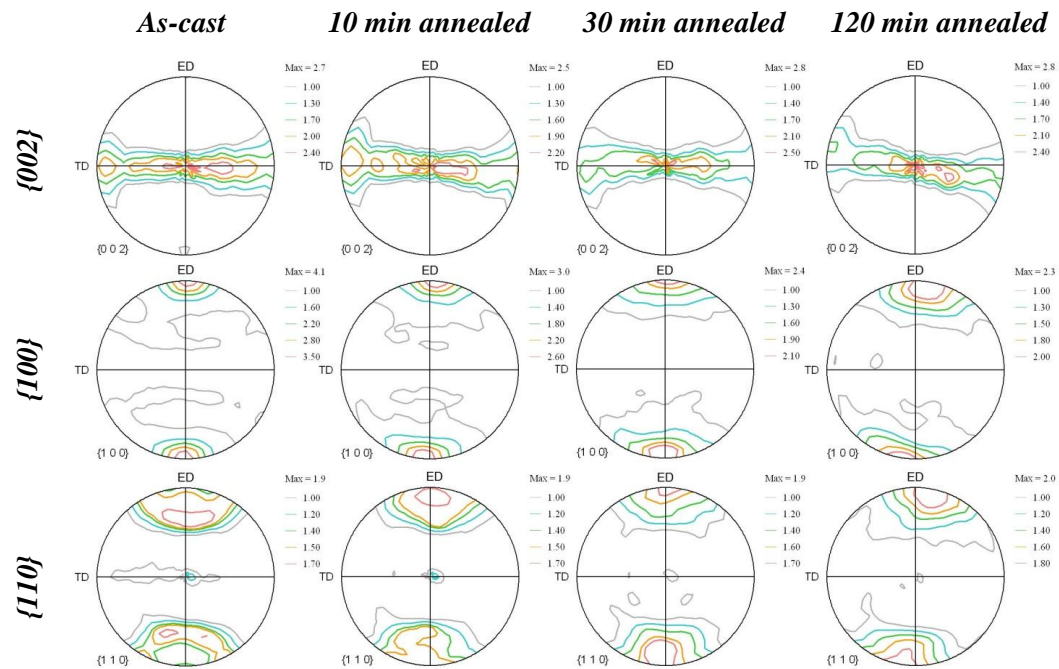 As-cast 10 min annealed 30 min annealed 120 min annealed
{002}
ED
TD
{0 0 2}
Max = 2.7
1.00
1.30
1.70
2.00
2.40
ED
TD
{0 0 2}
Max = 2.5
1.00
1.30
1.60
1.90
2.20
ED
TD
{0 0 2}
Max = 2.8
1.00
1.40
1.70
2.10
2.50
ED
TD
{0 0 2}
Max = 2.8
1.00
1.40
1.70
2.10
2.40
{100}
ED
TD
{1 0 0}
Max = 4.1
1.00
1.60
2.20
2.80
3.50
ED
TD
{1 0 0}
Max = 3.0
1.00
1.40
1.80
2.20
2.60
ED
TD
{1 0 0}
Max = 2.4
1.00
1.30
1.60
1.90
2.10
ED
TD
{1 0 0}
Max = 2.3
1.00
1.30
1.50
1.80
2.00
{110}
ED
TD
{1 1 0}
Max = 1.9
1.00
1.20
1.40
1.50
1.70
ED
TD
{1 1 0}
Max = 1.9
1.00
1.20
1.40
1.50
1.70
ED
TD
{1 1 0}
Max = 1.9
1.00
1.20
1.40
1.60
1.70
ED
TD
{1 1 0}
Max = 2.0
1.00
1.20
1.40
1.60
1.80